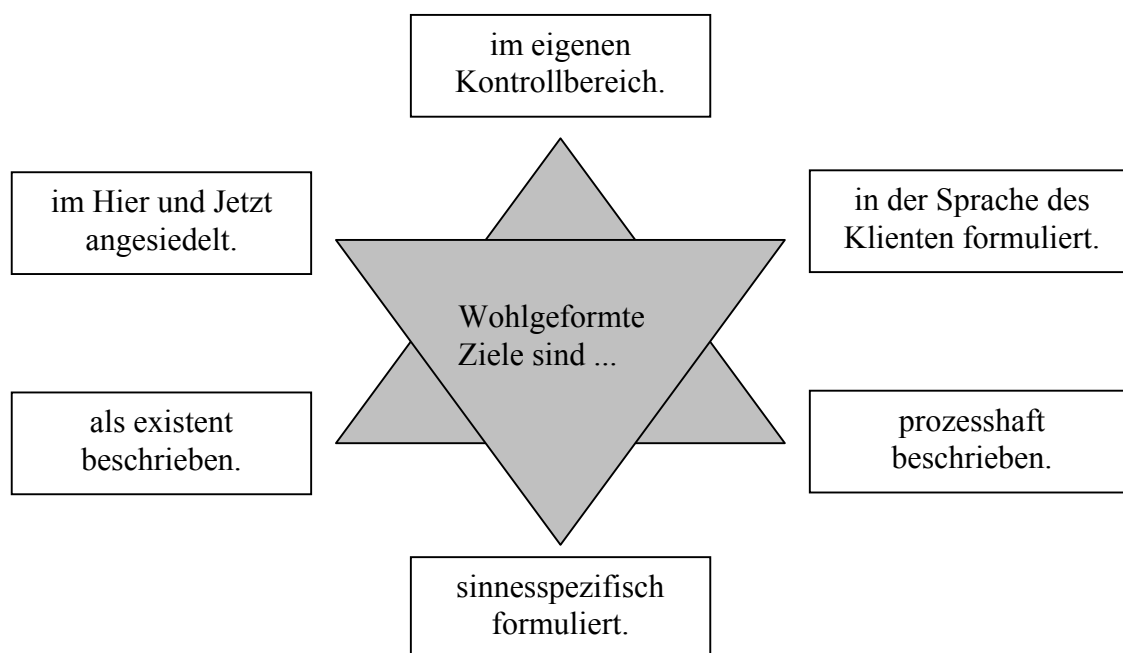 im eigenen
Kontrollbereich.
im Hier und Jetzt
angesiedelt.
in der Sprache des
Klienten formuliert.
Wohlgeformte
Ziele sind ...
als existent
beschrieben.
prozesshaft
beschrieben.
sinnesspezifisch
formuliert.